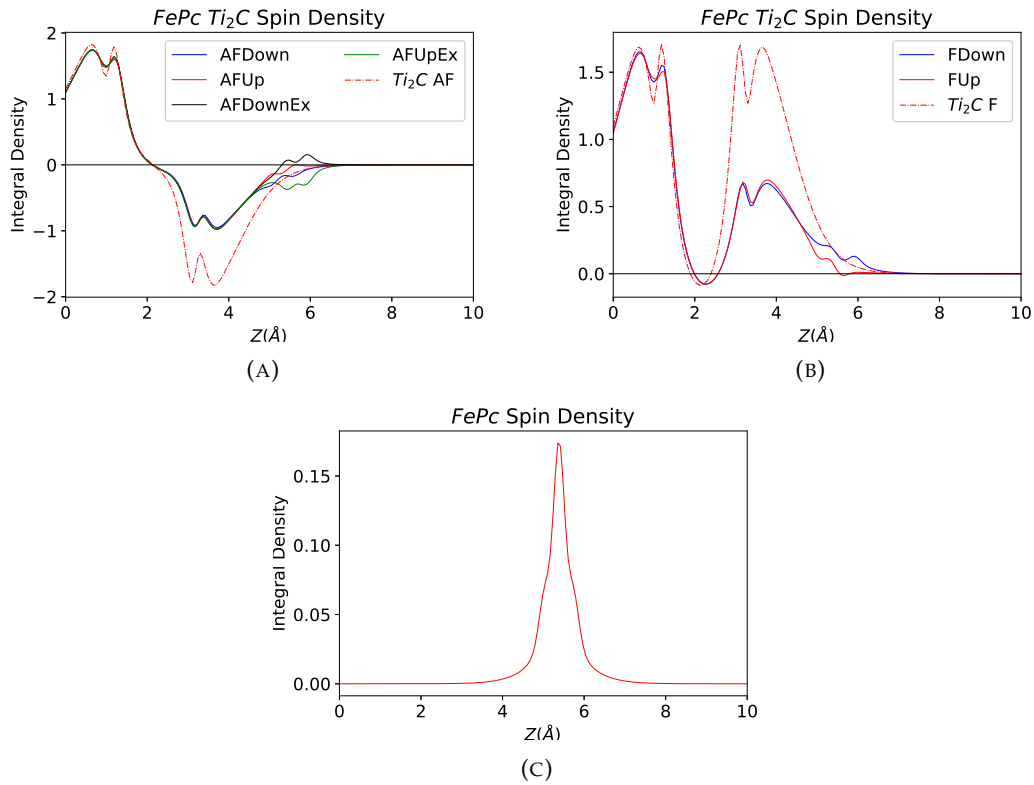 FePc Ti₂C Spin Density
Integral Density
2
1
0
−1
−2
AFDown
AFUp
AFDownEx
AFUpEx
Ti₂C AF
0 2 4 6 8 10
Z(Å)
(A)
FePc Ti₂C Spin Density
Integral Density
1.5
1.0
0.5
0.0
FDown
FUp
Ti₂C F
0 2 4 6 8 10
Z(Å)
(B)
FePc Spin Density
Integral Density
0.15
0.10
0.05
0.00
0 2 4 6 8 10
Z(Å)
(C)